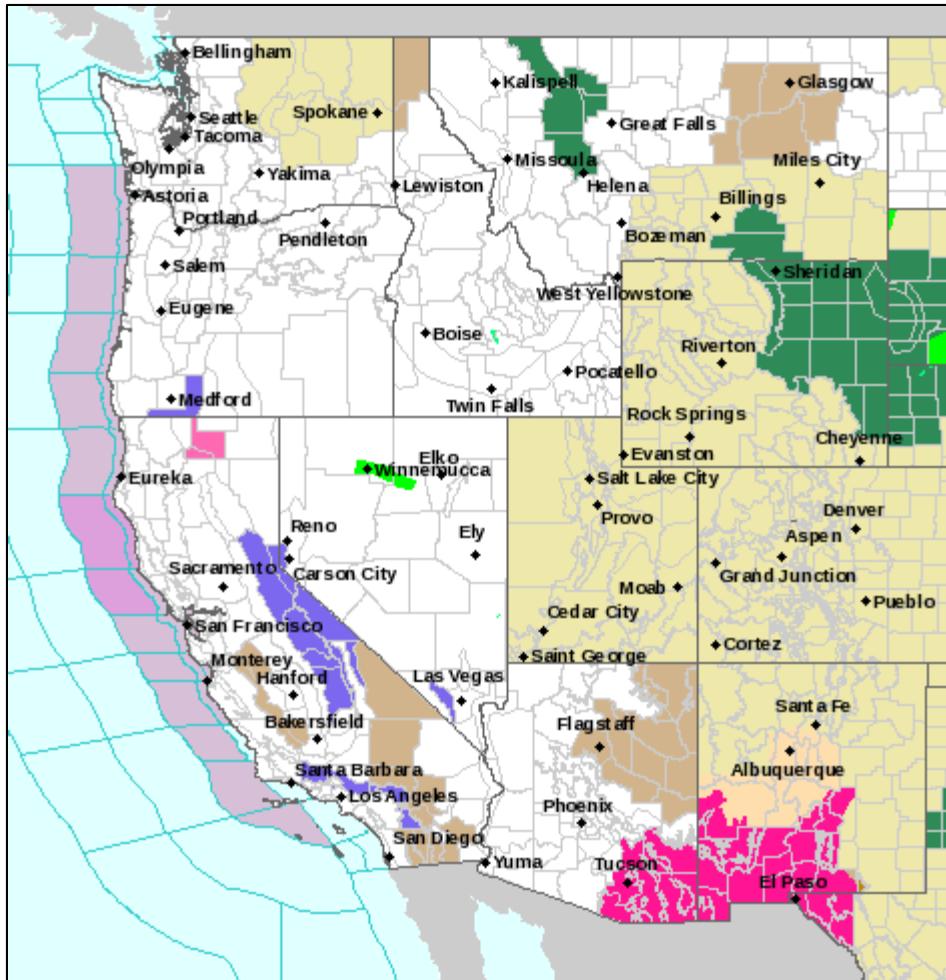 Bellingham
Kalispell
Glasgow
Seattle
Spokane
Great Falls
Tacoma
Olympia
Missoula
Miles City
Yakima
Helena
Astoria
Lewiston
Billings
Portland
Pendleton
Bozeman
Salem
Sheridan
West Yellowstone
Eugene
Boise
Riverton
Pocatello
Medford
Twin Falls
Rock Springs
Cheyenne
Elko
Evanston
Eureka
Winnemucca
Salt Lake City
Provo
Denver
Reno
Ely
Aspen
Sacramento
Carson City
Grand Junction
Moab
Pueblo
Cedar City
San Francisco
Cortez
Saint George
Monterey
Hanford
Las Vegas
Santa Fe
Bakersfield
Flagstaff
Albuquerque
Santa Barbara
Los Angeles
Phoenix
San Diego
Yuma
Tucson
El Paso